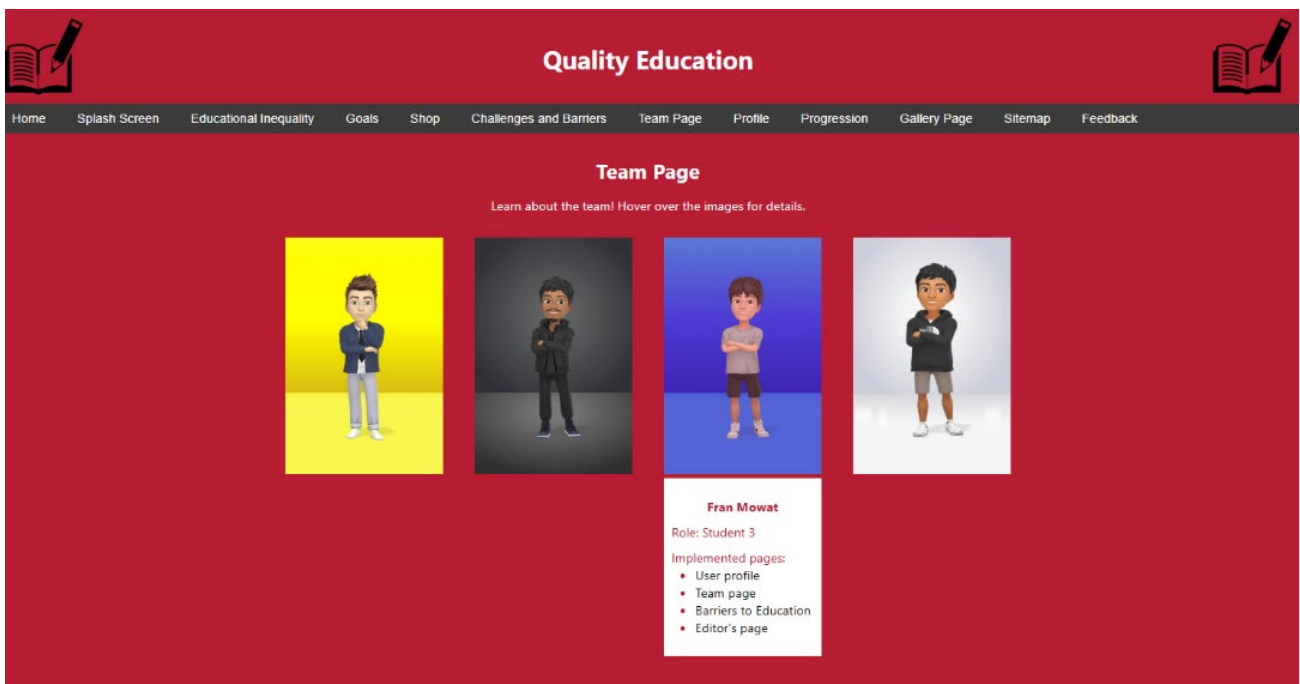 Quality Education
Home Splash Screen Educational Inequality Goals Shop Challenges and Barriers Team Page Profile Progression Gallery Page Sitemap Feedback
Team Page
Learn about the team! Hover over the images for details.
Fran Mowat
Role: Student 3
Implemented pages:
• User profile
• Team page
• Barriers to Education
• Editor's page